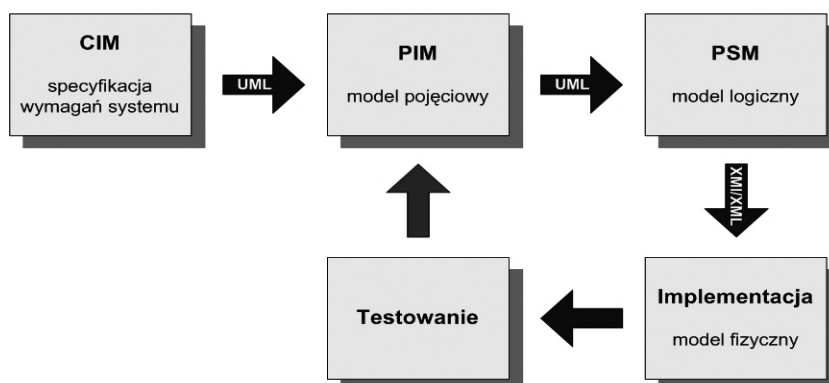 CIM
specyfikacja
wymagań systemu
UML
PIM
model pojęciowy
UML
PSM
model logiczny
XMI/XML
Testowanie
Implementacja
model fizyczny